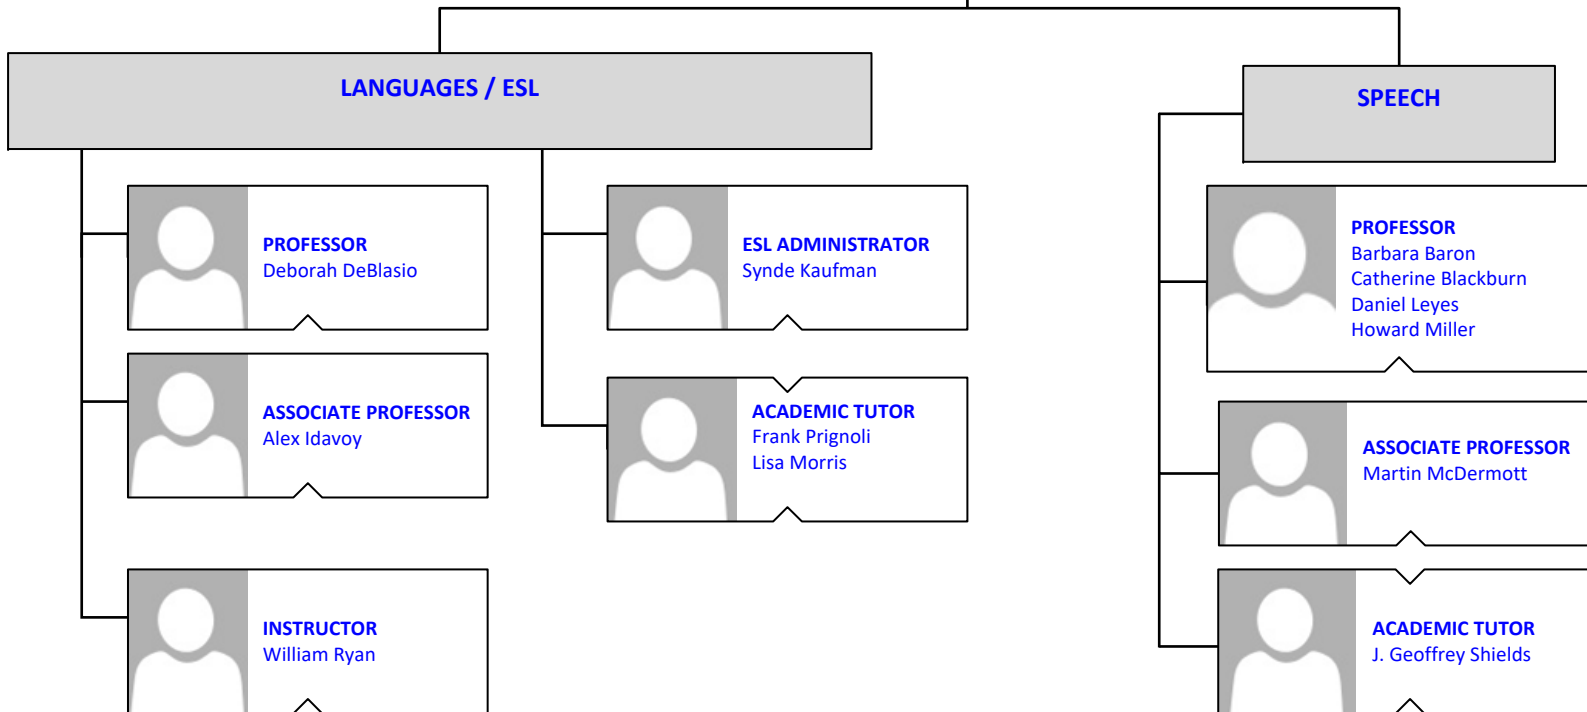 LANGUAGES / ESL
PROFESSOR
Deborah DeBlasio
ASSOCIATE PROFESSOR
Alex Idavoy
INSTRUCTOR
William Ryan
ESL ADMINISTRATOR
Synde Kaufman
ACADEMIC TUTOR
Frank Prignoli
Lisa Morris
SPEECH
PROFESSOR
Barbara Baron
Catherine Blackburn
Daniel Leyes
Howard Miller
ASSOCIATE PROFESSOR
Martin McDermott
ACADEMIC TUTOR
J. Geoffrey Shields